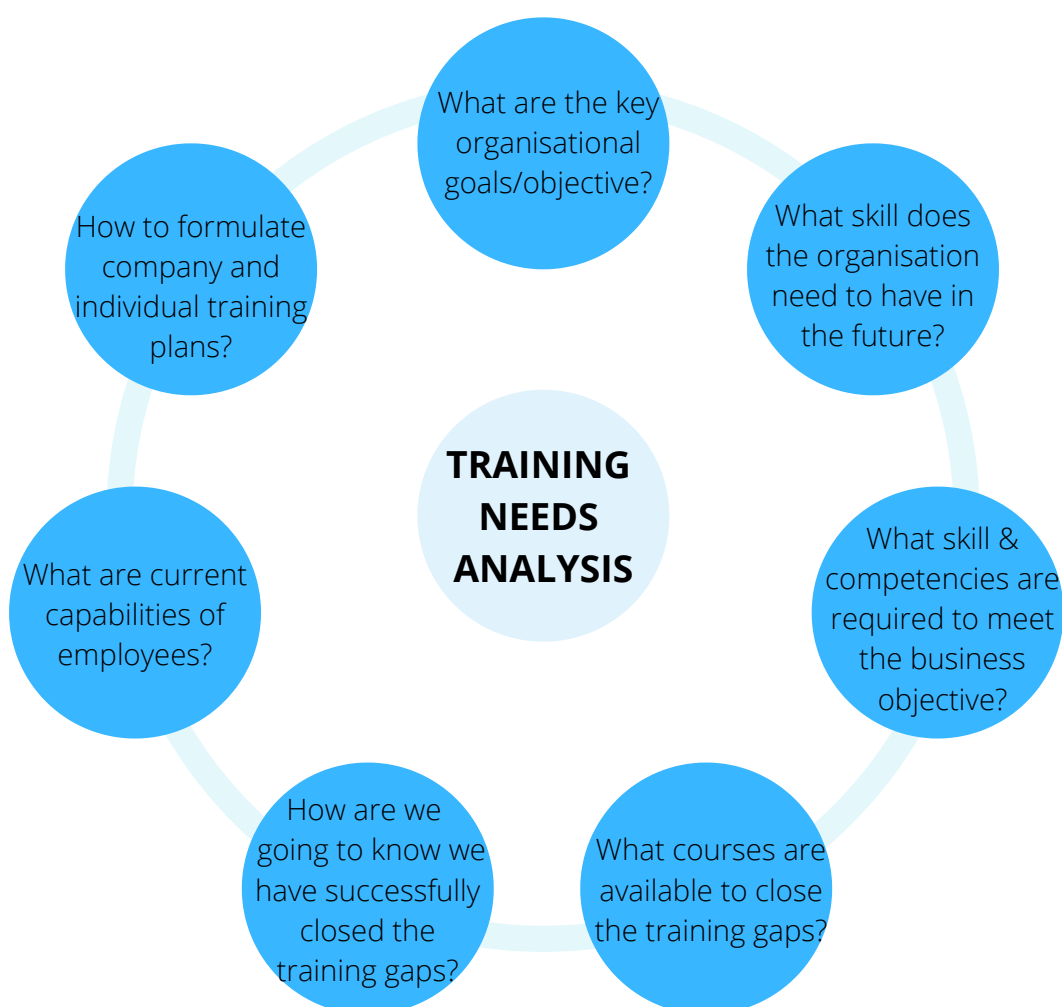 What are the key
organisational
goals/objective?
What skill does
the organisation
need to have in
the future?
What skill &
competencies are
required to meet
the business
objective?
What courses are
available to close
the training gaps?
How are we
going to know we
have successfully
closed the
training gaps?
What are current
capabilities of
employees?
How to formulate
company and
individual training
plans?
TRAINING
NEEDS
ANALYSIS